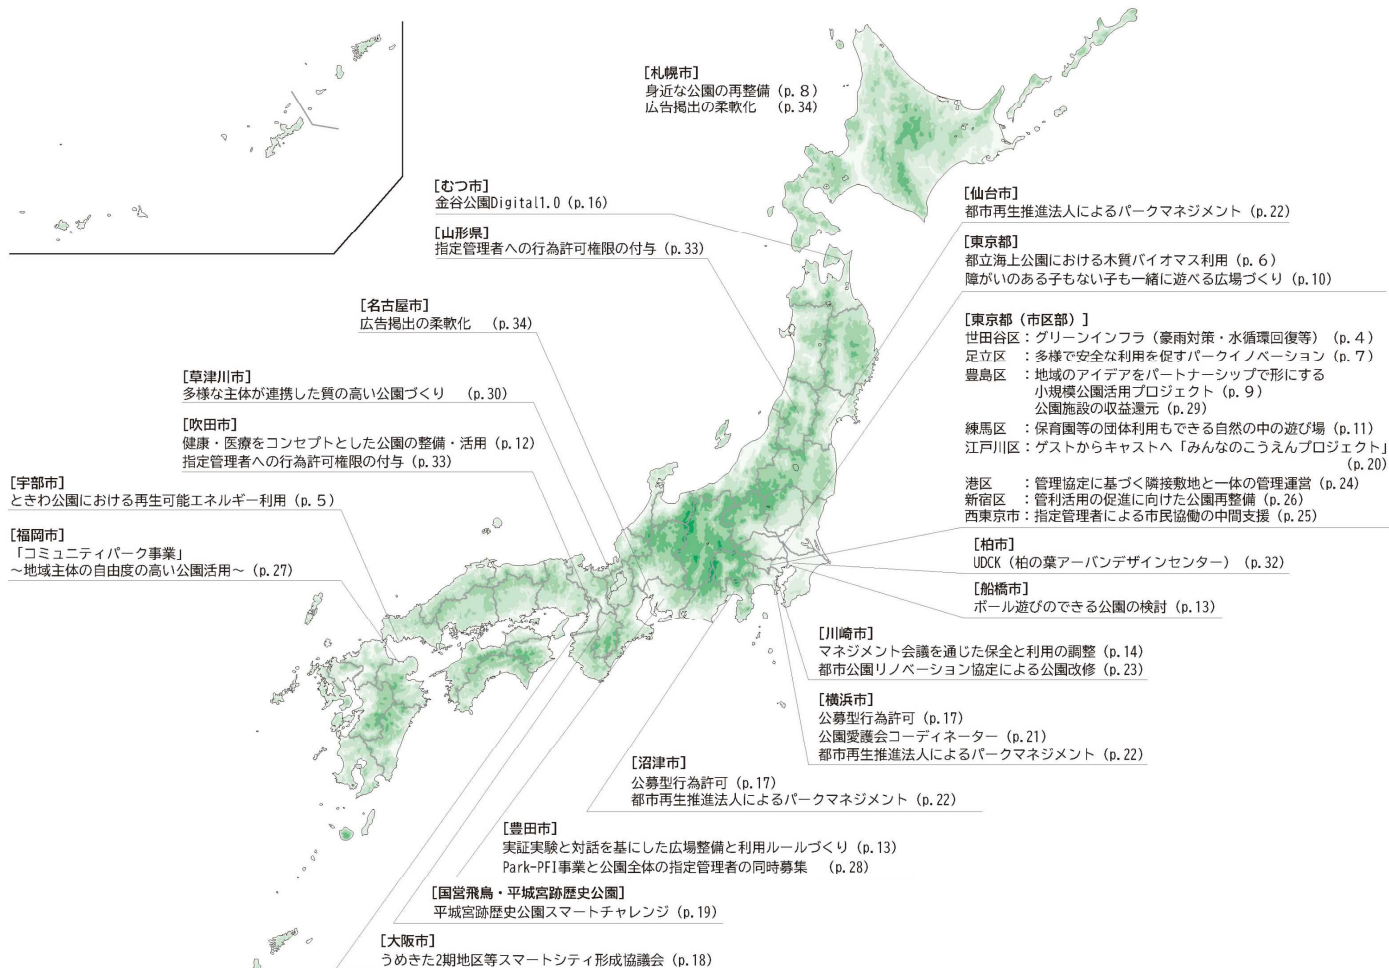 [札幌市]
身近な公園の再整備（p. 8）
広告掲出の柔軟化　（p.34）
[むつ市]
金谷公園Digital1.0（p.16）
[山形県]
指定管理者への行為許可権限の付与（p.33）
[名古屋市]
広告掲出の柔軟化　（p.34）
[草津川市]
多様な主体が連携した質の高い公園づくり　（p.30）
[吹田市]
健康・医療をコンセプトとした公園の整備・活用（p.12）
指定管理者への行為許可権限の付与（p.33）
[宇部市]
ときわ公園における再生可能エネルギー利用（p. 5）
[福岡市]
「コミュニティパーク事業」
～地域主体の自由度の高い公園活用～（p.27）
[仙台市]
都市再生推進法人によるパークマネジメント（p.22）
[東京都]
都立海上公園における木質バイオマス利用（p. 6）
障がいのある子もない子も一緒に遊べる広場づくり（p.10）
[東京都（市区部）]
世田谷区：グリーンインフラ（豪雨対策・水循環回復等）（p. 4）
足立区　：多様で安全な利用を促すパークイノベーション（p. 7）
豊島区　：地域のアイデアをパートナーシップで形にする
小規模公園活用プロジェクト（p. 9）
公園施設の収益還元（p.29）
練馬区　：保育園等の団体利用もできる自然の中の遊び場（p.11）
江戸川区：ゲストからキャストへ「みんなのこうえんプロジェクト」
（p.20）
港区　　：管理協定に基づく隣接敷地と一体の管理運営（p.24）
新宿区　：管利活用の促進に向けた公園再整備（p.26）
西東京市：指定管理者による市民協働の中間支援（p.25）
[柏市]
UDCK（柏の葉アーバンデザインセンター）（p.32）
[船橋市]
ボール遊びのできる公園の検討（p.13）
[川崎市]
マネジメント会議を通じた保全と利用の調整（p.14）
都市公園リノベーション協定による公園改修（p.23）
[横浜市]
公募型行為許可（p.17）
公園愛護会コーディネーター（p.21）
都市再生推進法人によるパークマネジメント（p.22）
[沼津市]
公募型行為許可（p.17）
都市再生推進法人によるパークマネジメント（p.22）
[豊田市]
実証実験と対話を基にした広場整備と利用ルールづくり（p.13）
Park-PFI事業と公園全体の指定管理者の同時募集　（p.28）
[国営飛鳥・平城宮跡歴史公園]
平城宮跡歴史公園スマートチャレンジ（p.19）
[大阪市]
うめきた2期地区等スマートシティ形成協議会（p.18）